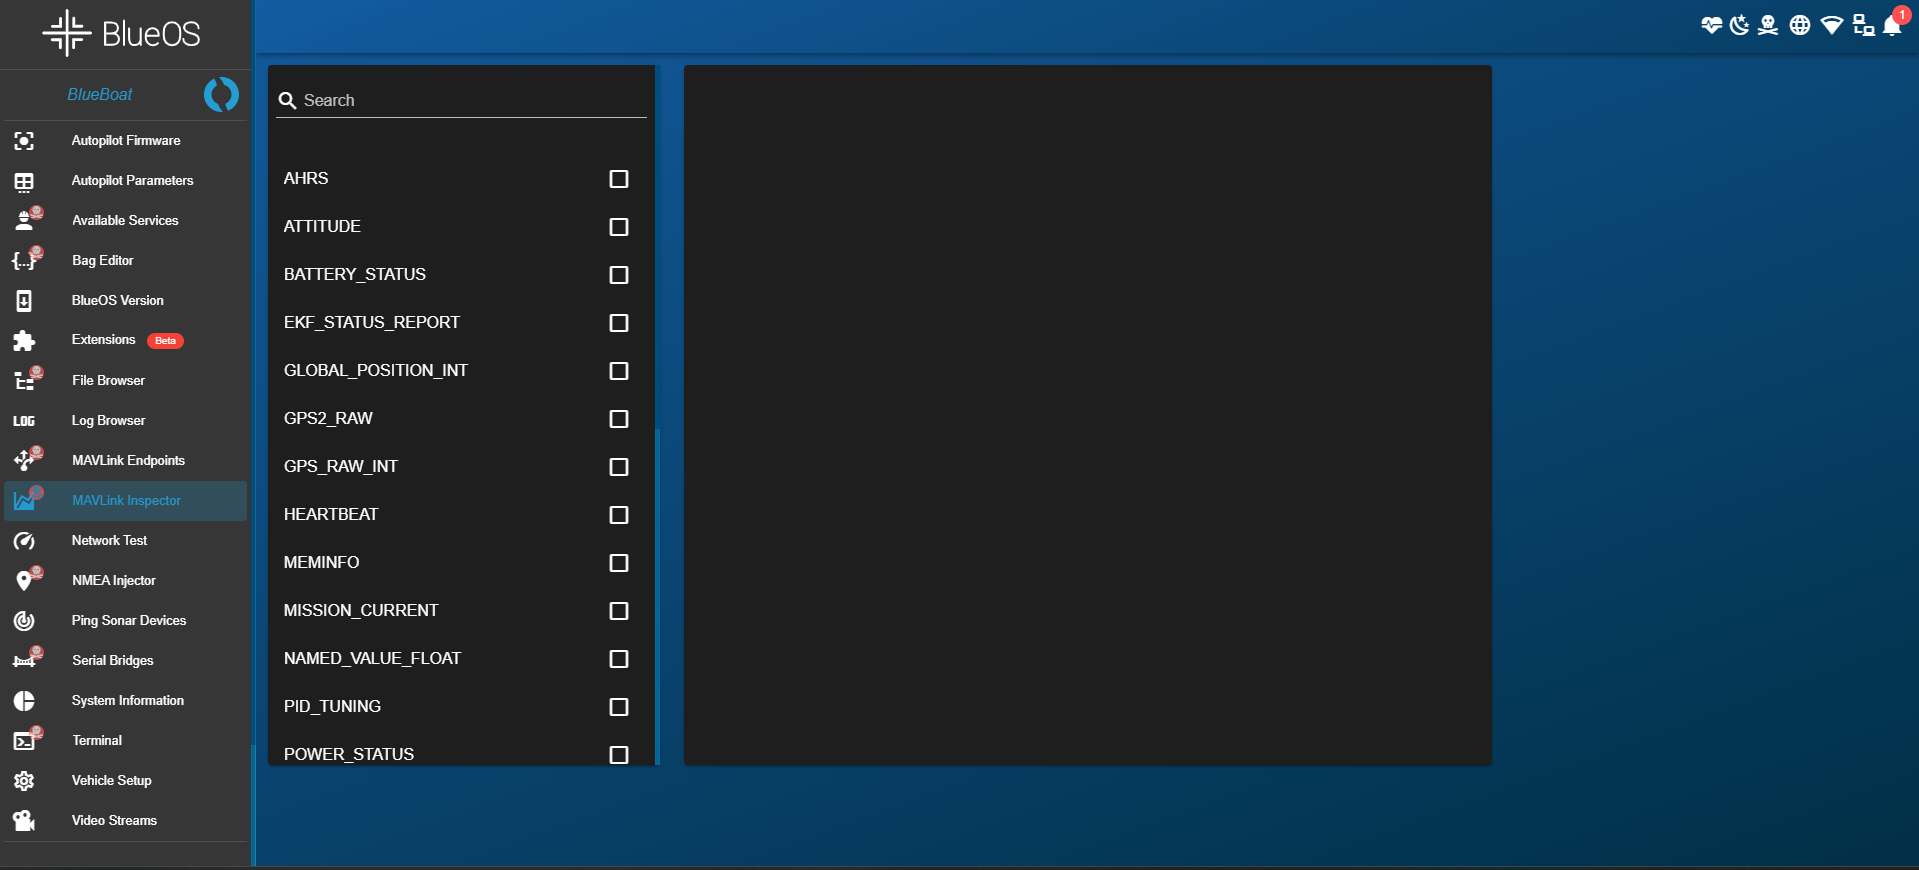 BlueOS
1
BlueBoat
Autopilot Firmware
Autopilot Parameters
Available Services
Bag Editor
BlueOS Version
Extensions Beta
File Browser
LOG Log Browser
MAVLink Endpoints
MAVLink Inspector
Network Test
NMEA Injector
Ping Sonar Devices
Serial Bridges
System Information
Terminal
Vehicle Setup
Video Streams
Search
AHRS
ATTITUDE
BATTERY_STATUS
EKF_STATUS_REPORT
GLOBAL_POSITION_INT
GPS2_RAW
GPS_RAW_INT
HEARTBEAT
MEMINFO
MISSION_CURRENT
NAMED_VALUE_FLOAT
PID_TUNING
POWER_STATUS